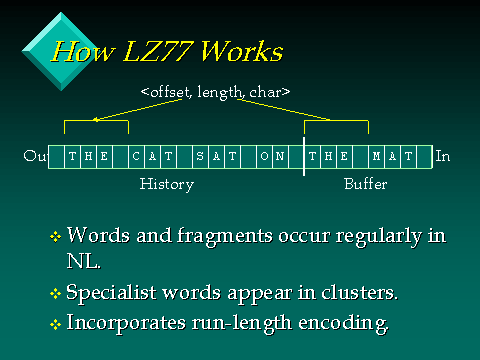 How LZ77 Works
<offset, length, char>
Ou T H E C A T S A T O N T H E M A T In
History Buffer
Words and fragments occur regularly in
NL.
Specialist words appear in clusters.
Incorporates run-length encoding.